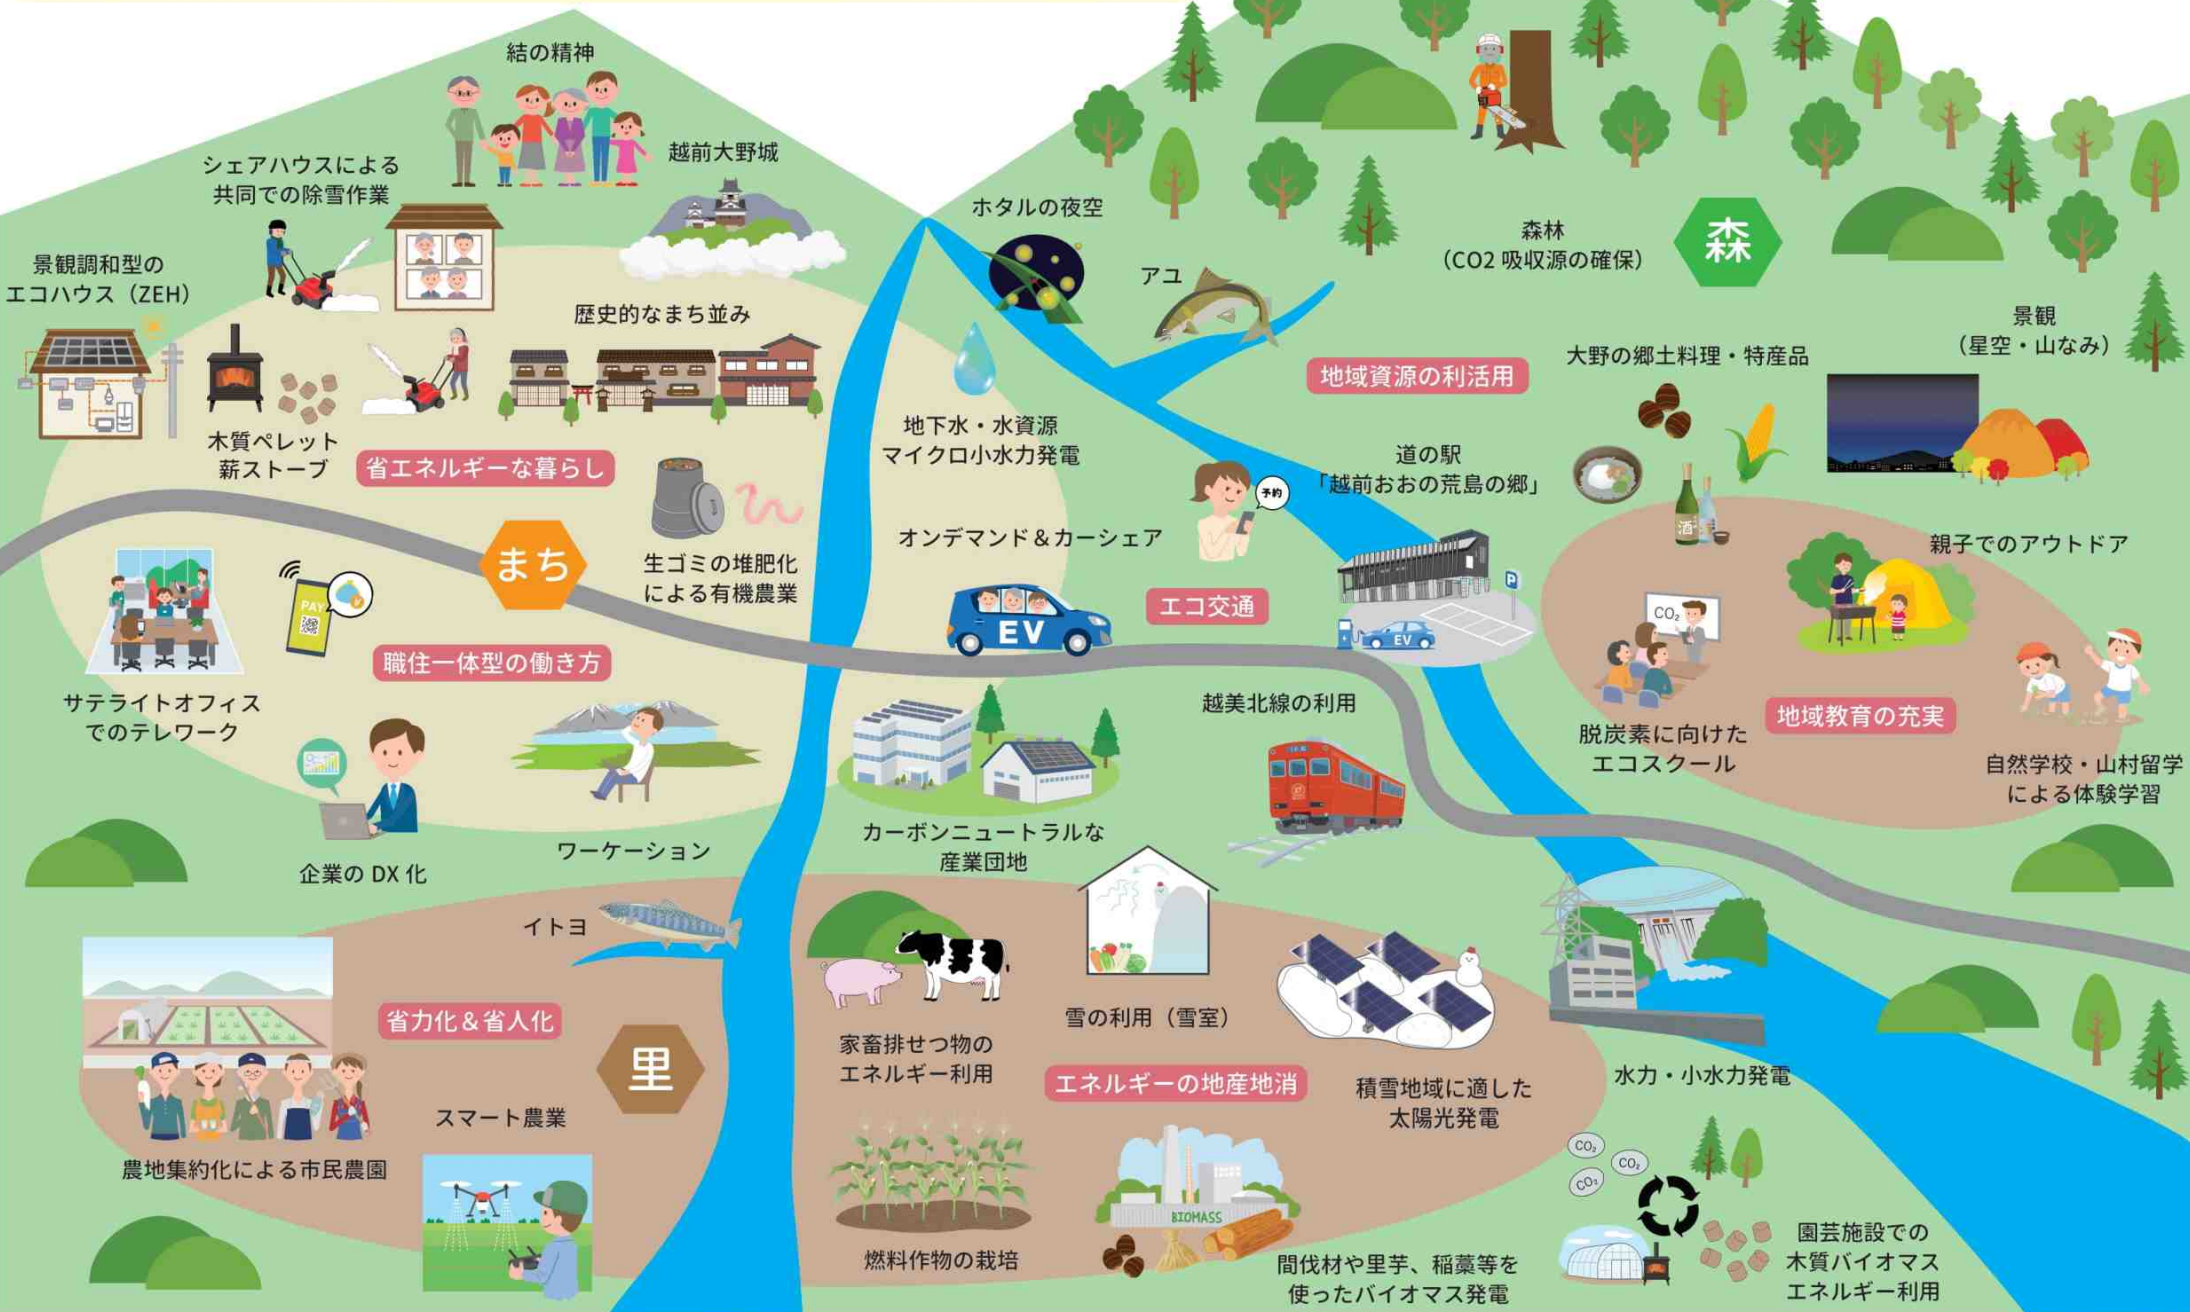 結の精神
越前大野城
シェアハウスによる
共同での除雪作業
景観調和型の
エコハウス（ZEH）
歴史的なまち並み
木質ペレット
薪ストーブ
省エネルギーな暮らし
まち
生ゴミの堆肥化
による有機農業
PAY
職住一体型の働き方
サテライトオフィス
でのテレワーク
企業の DX 化
ワーケーション
ホタルの夜空
アユ
森林
（CO2 吸収源の確保）
森
地域資源の利活用
景観
（星空・山なみ）
大野の郷土料理・特産品
酒
地下水・水資源
マイクロ小水力発電
予約
オンデマンド＆カーシェア
EV
エコ交通
道の駅
「越前おおの荒島の郷」
P
EV
越美北線の利用
カーボンニュートラルな
産業団地
親子でのアウトドア
CO₂
脱炭素に向けた
エコスクール
地域教育の充実
自然学校・山村留学
による体験学習
イトヨ
省力化＆省人化
里
農地集約化による市民農園
スマート農業
家畜排せつ物の
エネルギー利用
雪の利用（雪室）
エネルギーの地産地消
積雪地域に適した
太陽光発電
水力・小水力発電
燃料作物の栽培
BIOMASS
間伐材や里芋、稲藁等を
使ったバイオマス発電
CO₂
CO₂
CO₂
園芸施設での
木質バイオマス
エネルギー利用